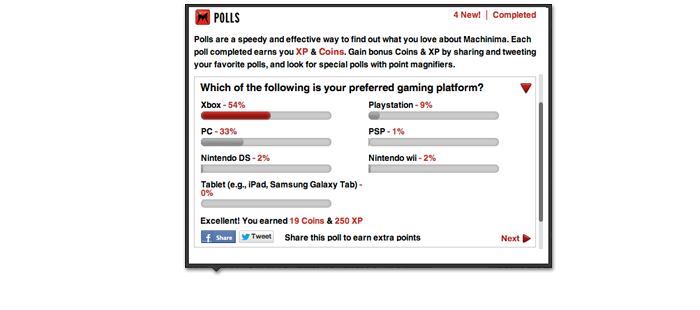 POLLS
4 New! | Completed
Polls are a speedy and effective way to find out what you love about Machinima. Each
poll completed earns you XP & Coins. Gain bonus Coins & XP by sharing and tweeting
your favorite polls, and look for special polls with point magnifiers.
Which of the following is your preferred gaming platform?
Xbox - 54%
Playstation - 9%
PC - 33%
PSP - 1%
Nintendo DS - 2%
Nintendo wii - 2%
Tablet (e.g., iPad, Samsung Galaxy Tab) -
0%
Excellent! You earned 19 Coins & 250 XP
f Share
Tweet
Share this poll to earn extra points
Next